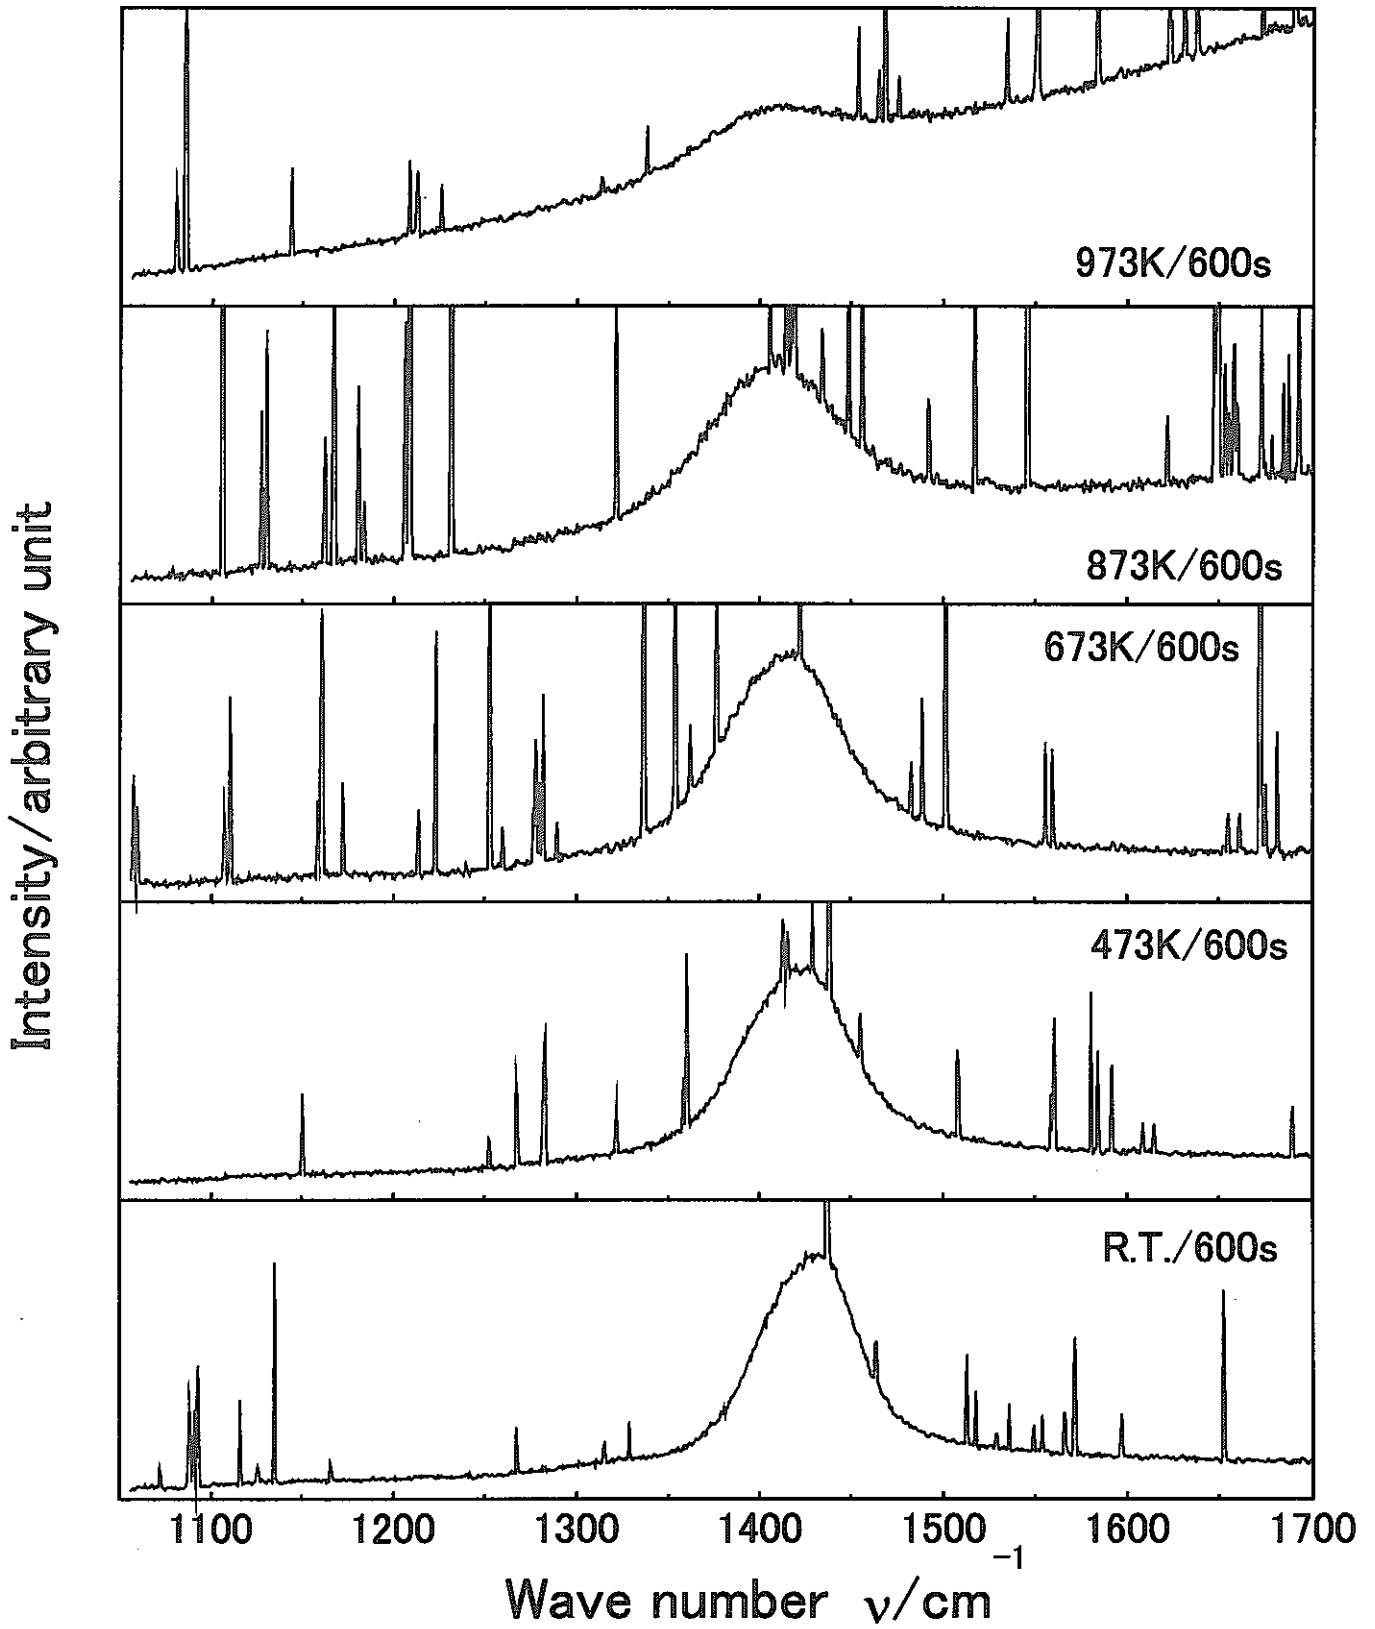 973K/600s
873K/600s
673K/600s
473K/600s
R.T./600s
Intensity/arbitrary unit
1100 1200 1300 1400 1500 1600 1700
Wave number ν/cm⁻¹